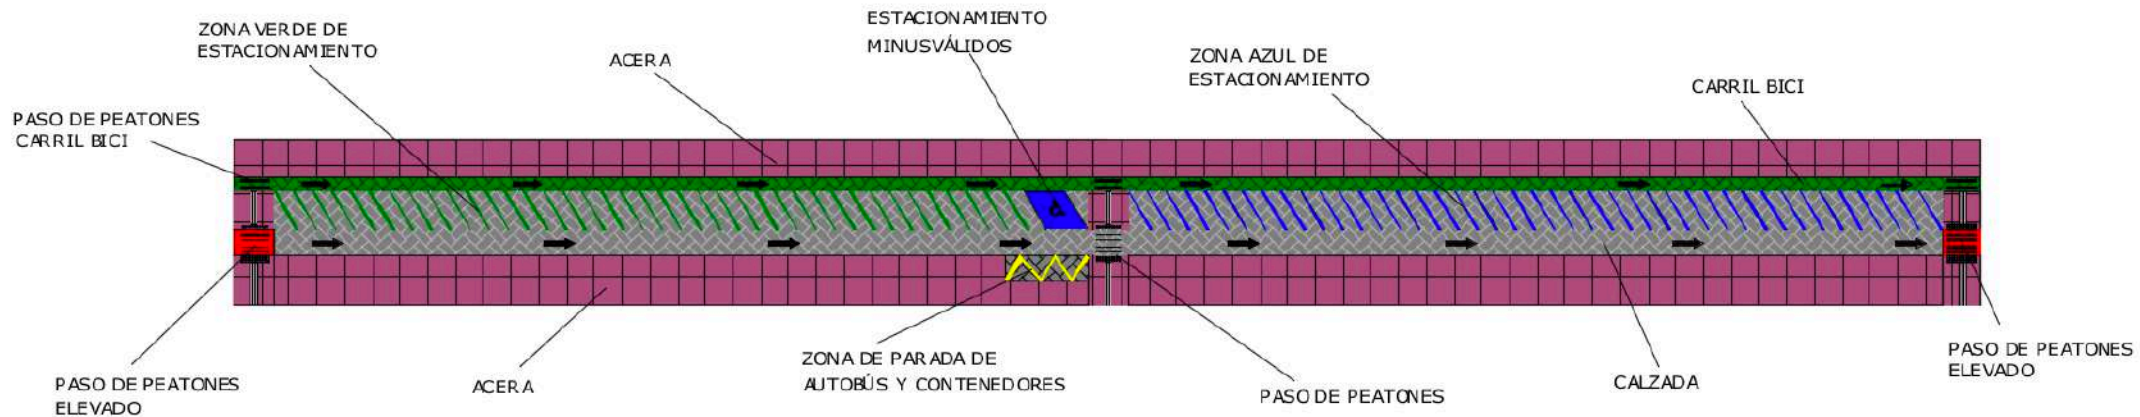 ZONA VERDE DE
ESTACIONAMIENTO
ACERA
ESTACIONAMIENTO
MINUSVÁLIDOS
ZONA AZUL DE
ESTACIONAMIENTO
CARRIL BICI
PASO DE PEATONES
CARRIL BICI
PASO DE PEATONES
ELEVADO
ACERA
ZONA DE PARADA DE
AUTOBÚS Y CONTENEDORES
PASO DE PEATONES
CALZADA
PASO DE PEATONES
ELEVADO